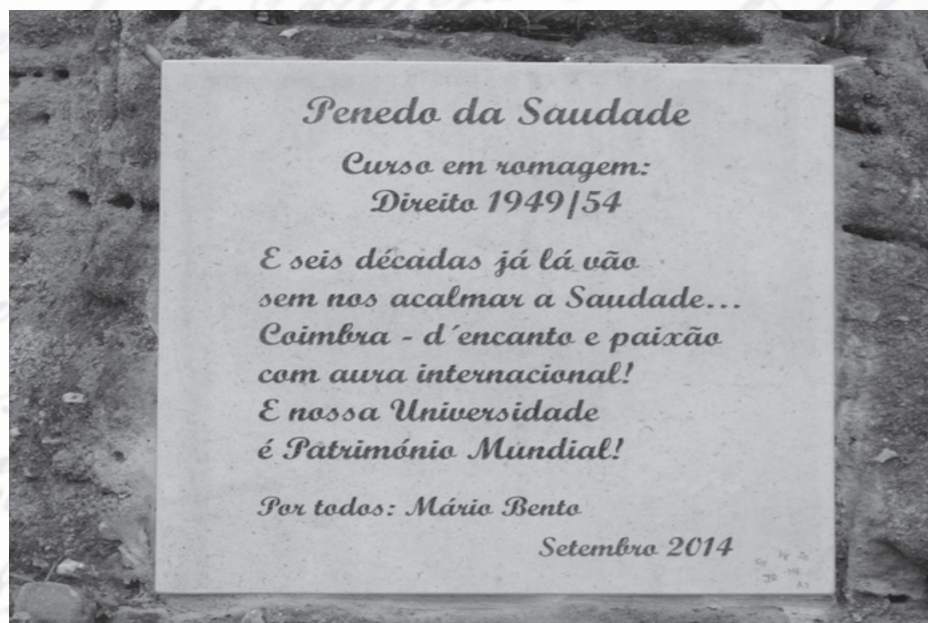 Penedo da Saudade
Curso em romagem:
Direito 1949/54
E seis décadas já lá vão
sem nos acalmar a Saudade...
Coimbra - d´encanto e paixão
com aura internacional!
E nossa Universidade
é Património Mundial!
Por todos: Mário Bento
Setembro 2014